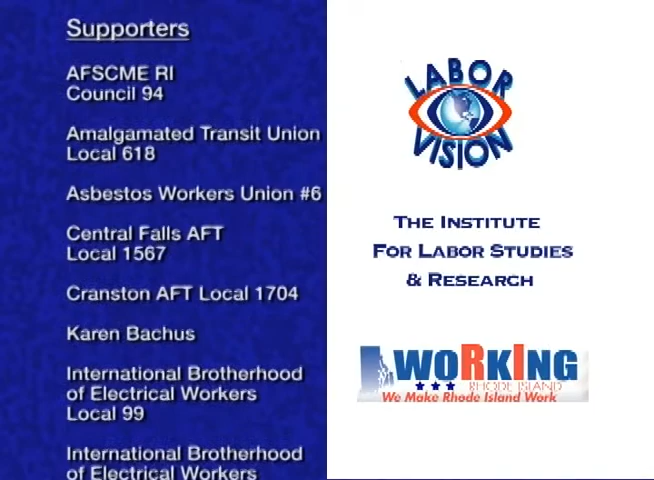 Supporters
AFSCME RI
Council 94
Amalgamated Transit Union
Local 618
Asbestos Workers Union #6
Central Falls AFT
Local 1567
Cranston AFT Local 1704
Karen Bachus
International Brotherhood
of Electrical Workers
Local 99
International Brotherhood
of Electrical Workers
LABOR
VISION
THE INSTITUTE
FOR LABOR STUDIES
& RESEARCH
WORKING
RHODE ISLAND
We Make Rhode Island Work